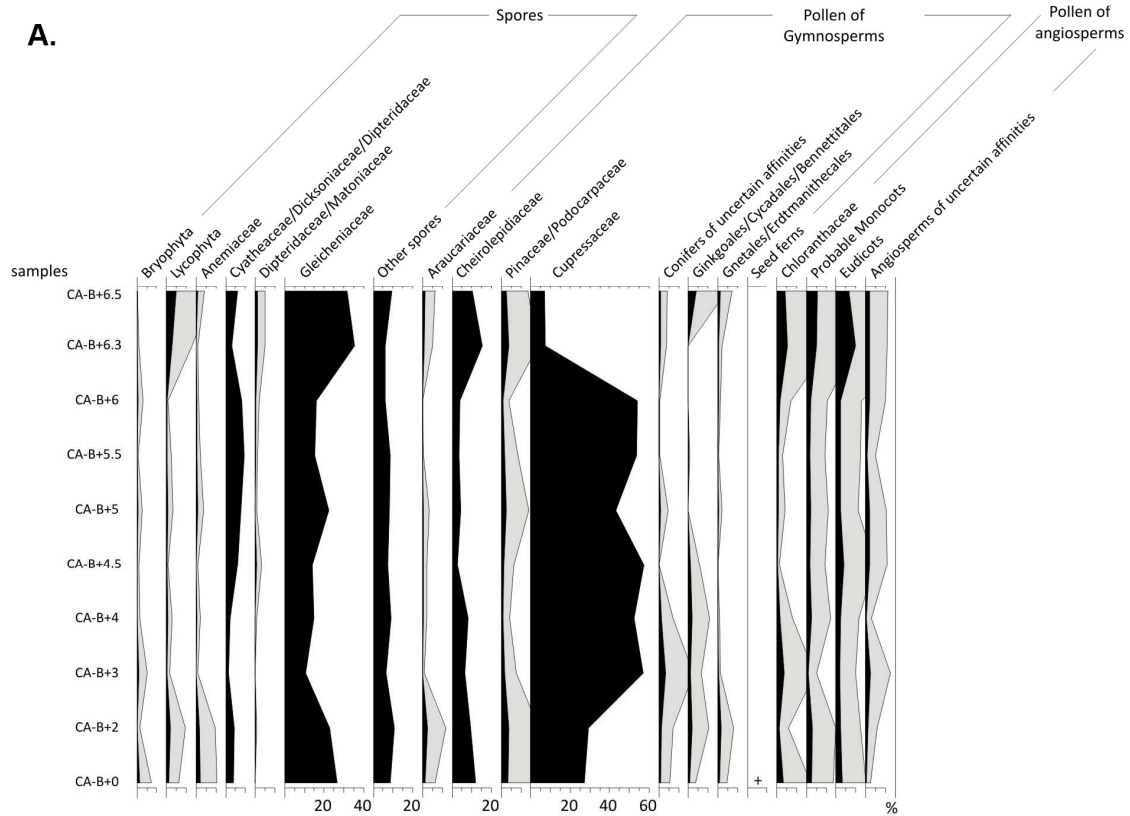 A.
Spores
Pollen of
Gymnosperms
Pollen of
angiosperms
samples
Bryophyta
Lycophyta
Anemiaceae
Cyatheaceae/Dicksoniaceae/Dipteridaceae
Dipteridaceae/Matoniaceae
Gleicheniaceae
Other spores
Araucariaceae
Cheirolepidiaceae
Pinaceae/Podocarpaceae
Cupressaceae
Conifers of uncertain affinities
Ginkgoales/Cycadales/Bennettitales
Gnetales/Erdtmanithecales
Seed ferns
Chloranthaceae
Probable Monocots
Eudicots
Angiosperms of uncertain affinities
CA-B+6.5
CA-B+6.3
CA-B+6
CA-B+5.5
CA-B+5
CA-B+4.5
CA-B+4
CA-B+3
CA-B+2
CA-B+0
+
20 40 20 20 20 40 60 %